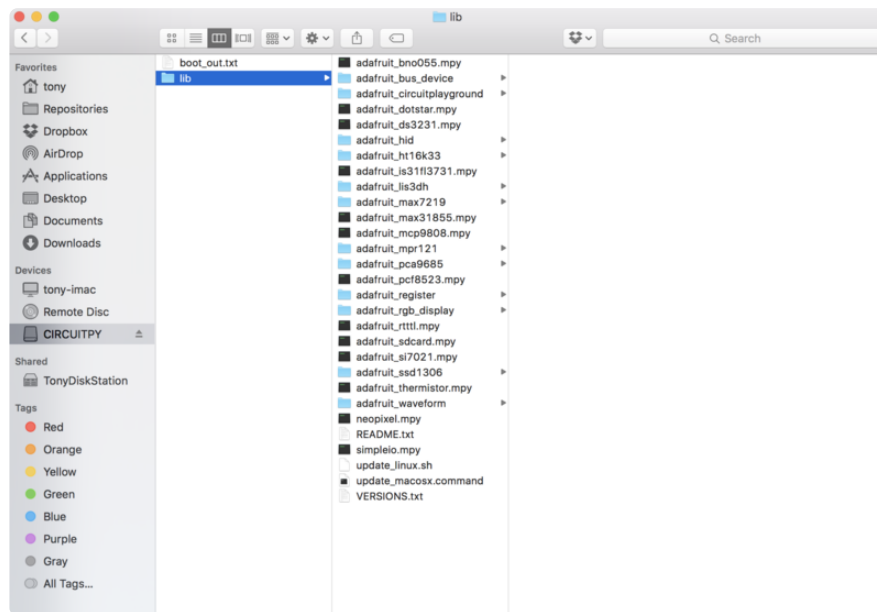 lib
Search
Favorites
tony
Repositories
Dropbox
AirDrop
Applications
Desktop
Documents
Downloads
Devices
tony-imac
Remote Disc
CIRCUITPY
Shared
TonyDiskStation
Tags
Red
Orange
Yellow
Green
Blue
Purple
Gray
All Tags...
boot_out.txt
lib
adafruit_bno055.mpy
adafruit_bus_device
adafruit_circuitplayground
adafruit_dotstar.mpy
adafruit_ds3231.mpy
adafruit_hid
adafruit_ht16k33
adafruit_is31fl3731.mpy
adafruit_lis3dh
adafruit_max7219
adafruit_max31855.mpy
adafruit_mcp9808.mpy
adafruit_mpr121
adafruit_pca9685
adafruit_pcf8523.mpy
adafruit_register
adafruit_rgb_display
adafruit_rtttl.mpy
adafruit_sdcard.mpy
adafruit_si7021.mpy
adafruit_ssd1306
adafruit_thermistor.mpy
adafruit_waveform
neopixel.mpy
README.txt
simpleio.mpy
update_linux.sh
update_macosx.command
VERSIONS.txt